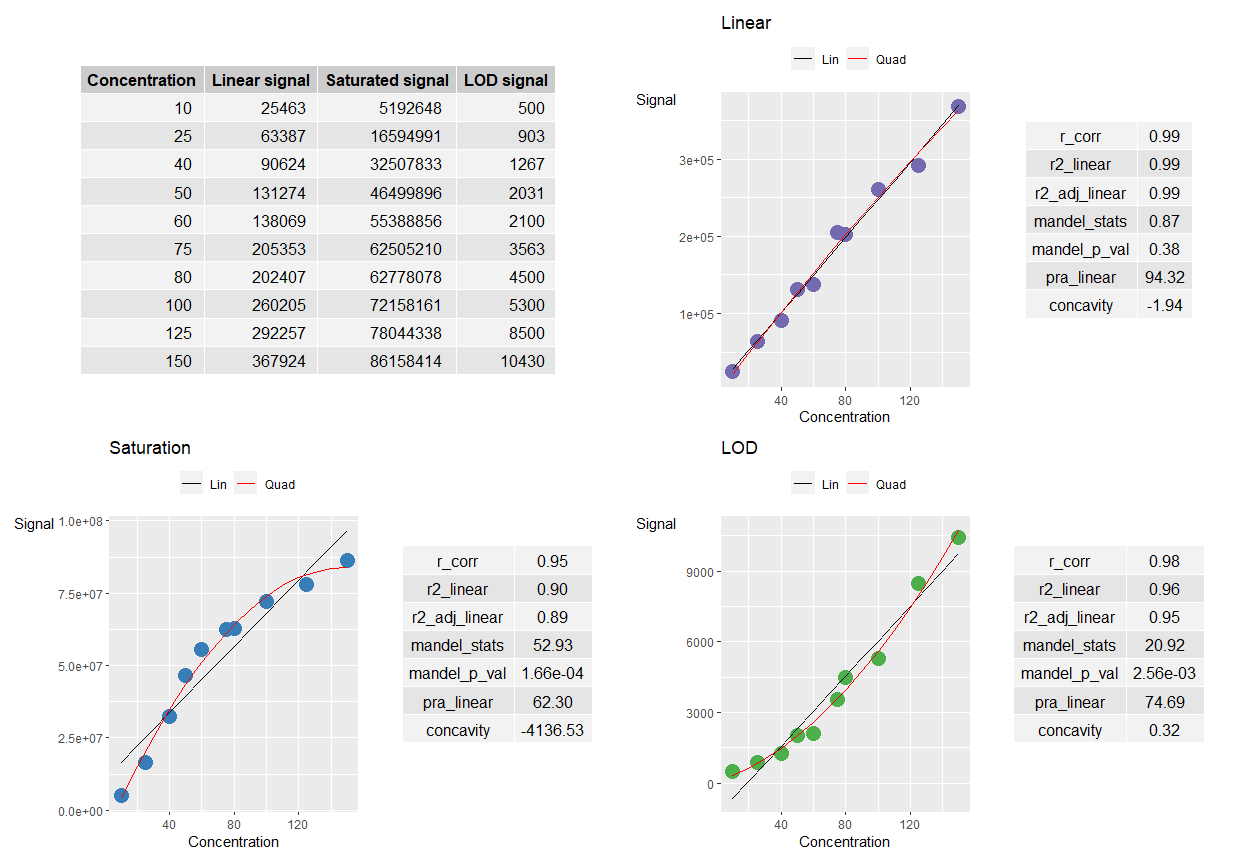 Concentration Linear signal Saturated signal LOD signal
10 25463 5192648 500
25 63387 16594991 903
40 90624 32507833 1267
50 131274 46499896 2031
60 138069 55388856 2100
75 205353 62505210 3563
80 202407 62778078 4500
100 260205 72158161 5300
125 292257 78044338 8500
150 367924 86158414 10430
Linear
Lin Quad
Signal
3e+05
2e+05
1e+05
40 80 120
Concentration
r_corr 0.99
r2_linear 0.99
r2_adj_linear 0.99
mandel_stats 0.87
mandel_p_val 0.38
pra_linear 94.32
concavity -1.94
Saturation
Lin Quad
Signal
1.0e+08
7.5e+07
5.0e+07
2.5e+07
0.0e+00
40 80 120
Concentration
r_corr 0.95
r2_linear 0.90
r2_adj_linear 0.89
mandel_stats 52.93
mandel_p_val 1.66e-04
pra_linear 62.30
concavity -4136.53
LOD
Lin Quad
Signal
9000
6000
3000
0
40 80 120
Concentration
r_corr 0.98
r2_linear 0.96
r2_adj_linear 0.95
mandel_stats 20.92
mandel_p_val 2.56e-03
pra_linear 74.69
concavity 0.32